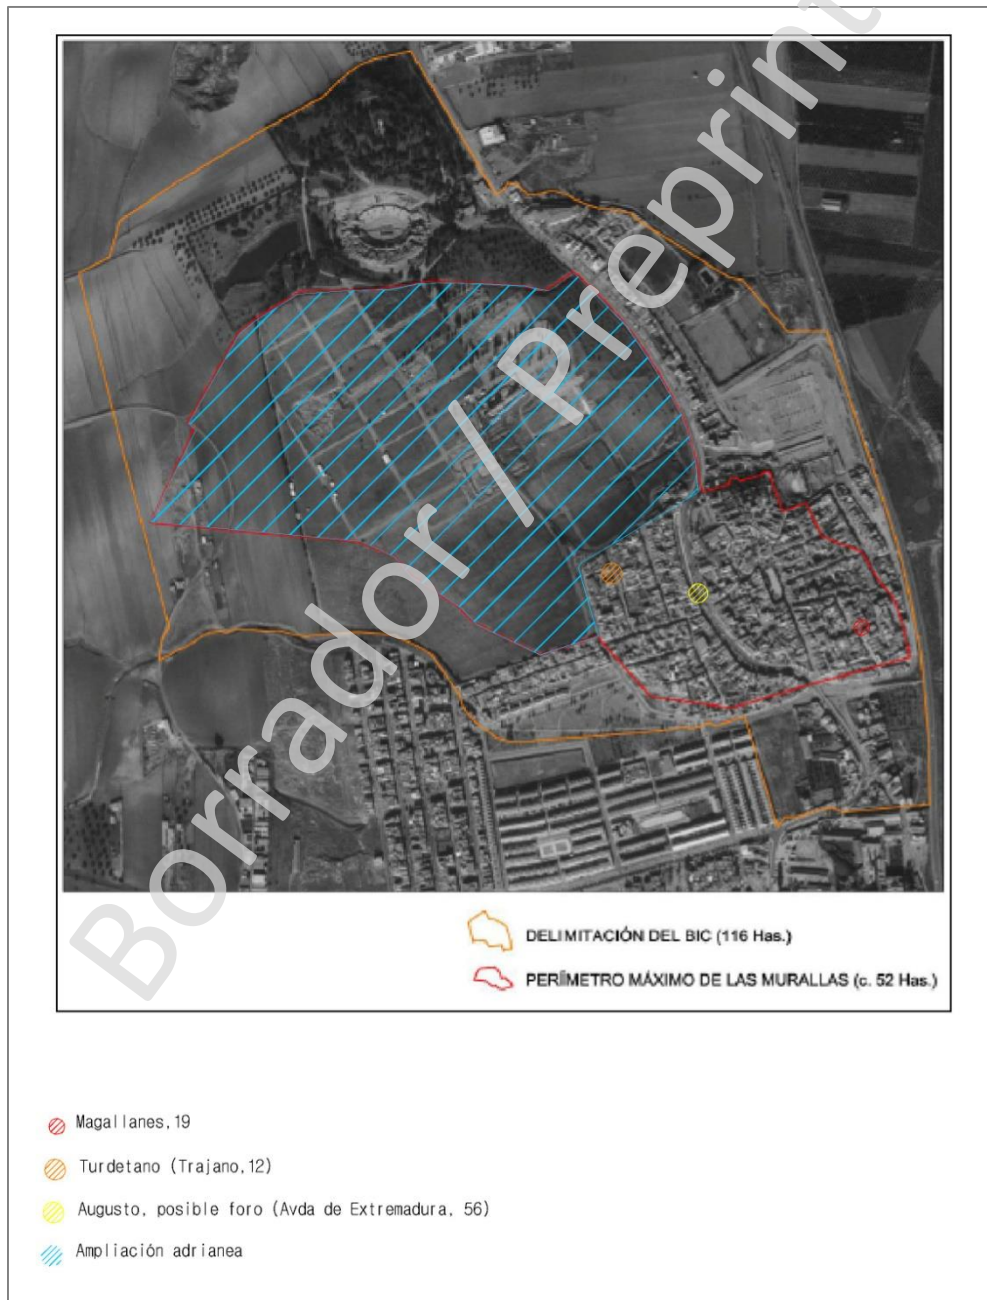 Borrador / Preprint
DELIMITACIÓN DEL BIC (116 Has.)
PERÍMETRO MÁXIMO DE LAS MURALLAS (c. 52 Has.)
Magallanes,19
Turdetano (Trajano,12)
Augusto, posible foro (Avda de Extremadura, 56)
Ampliación adrianea